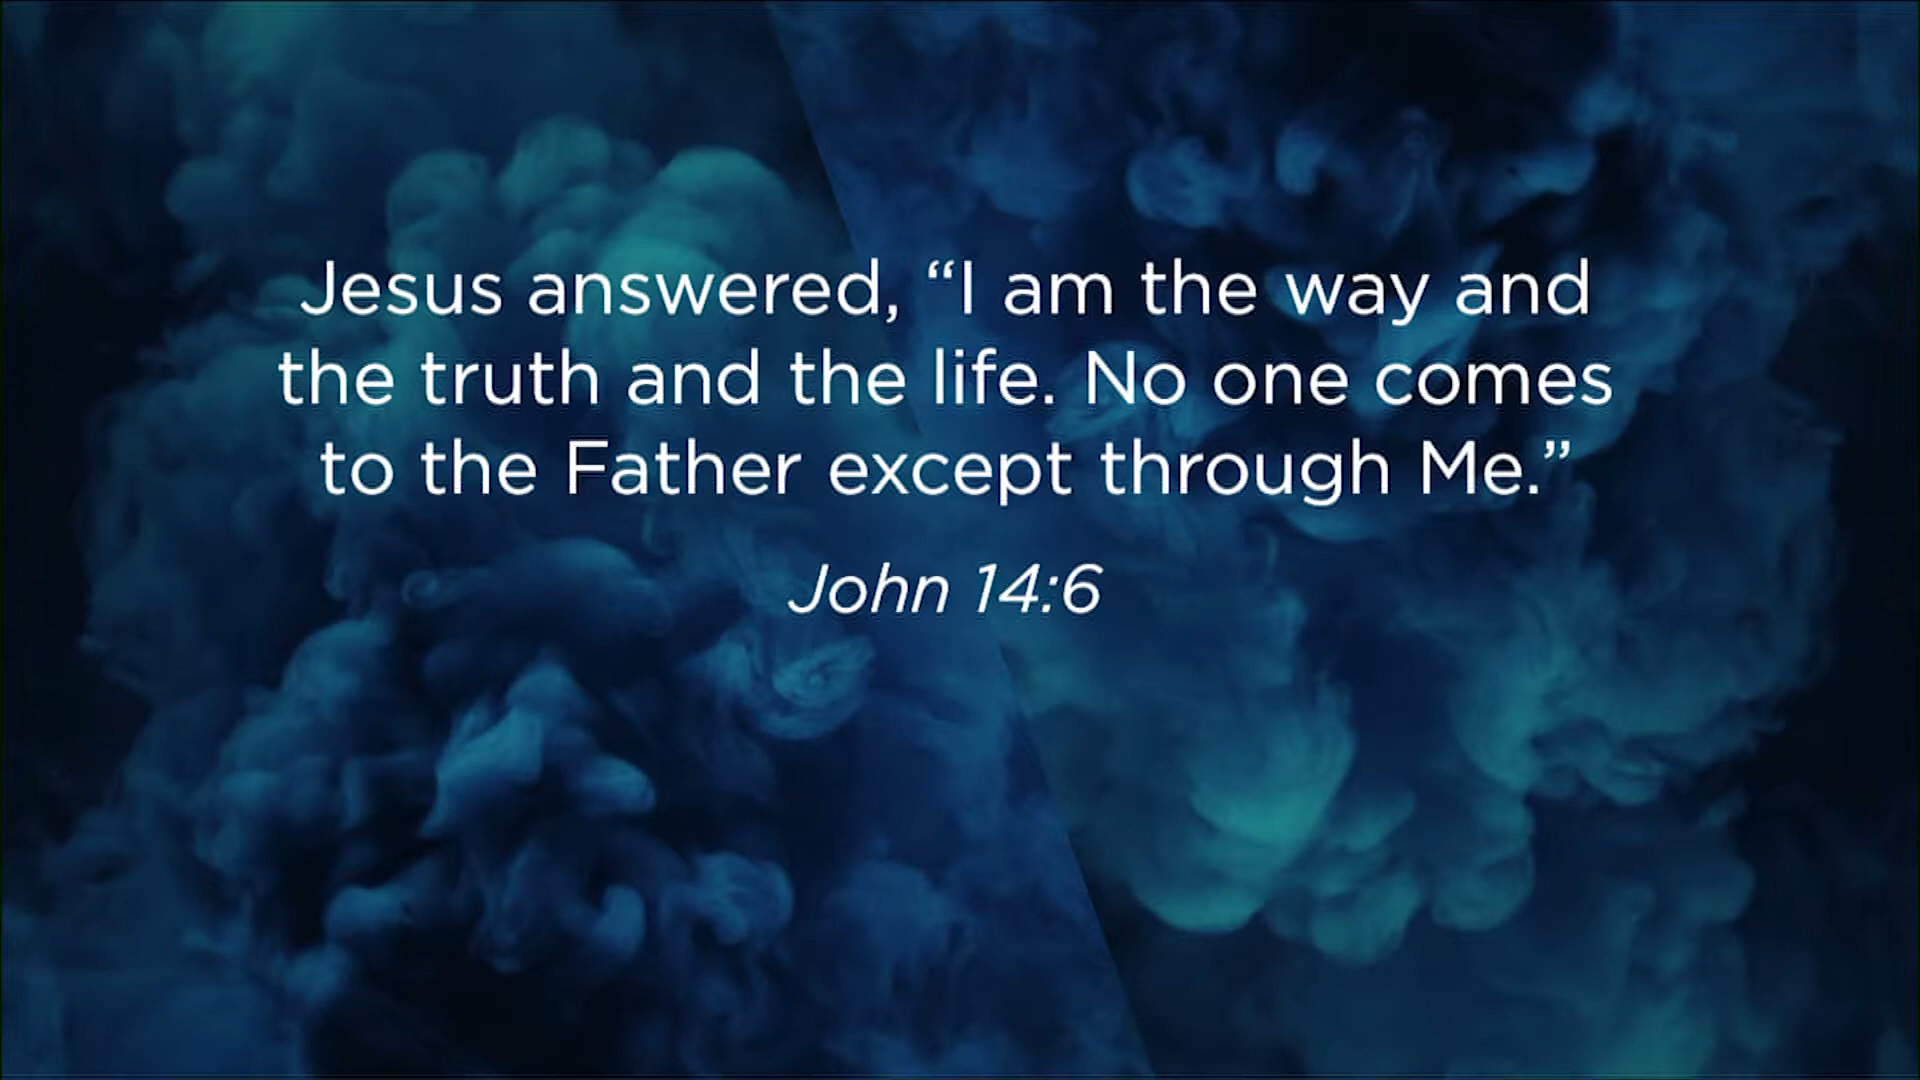 Jesus answered, “I am the way and
the truth and the life. No one comes
to the Father except through Me.”
John 14:6